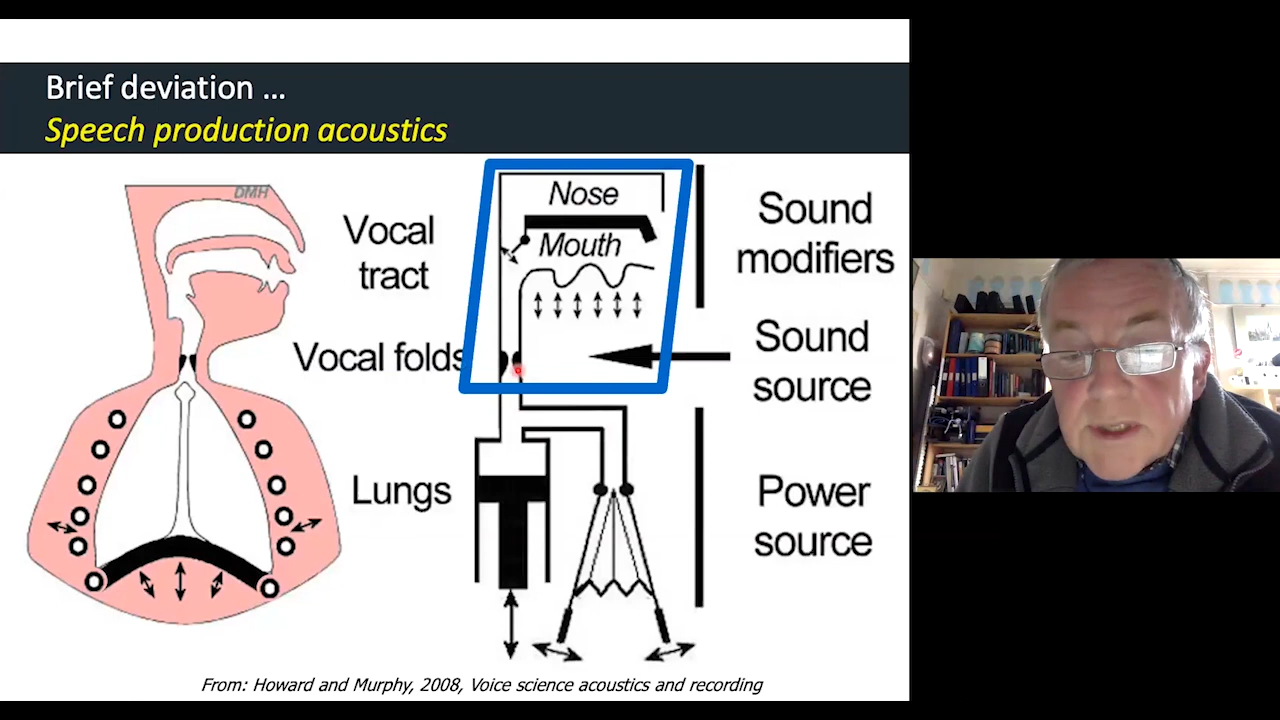 Brief deviation ...
Speech production acoustics
DMH
Vocal
tract
Nose
Mouth
Sound
modifiers
Vocal folds
Sound
source
Lungs
Power
source
From: Howard and Murphy, 2008, Voice science acoustics and recording